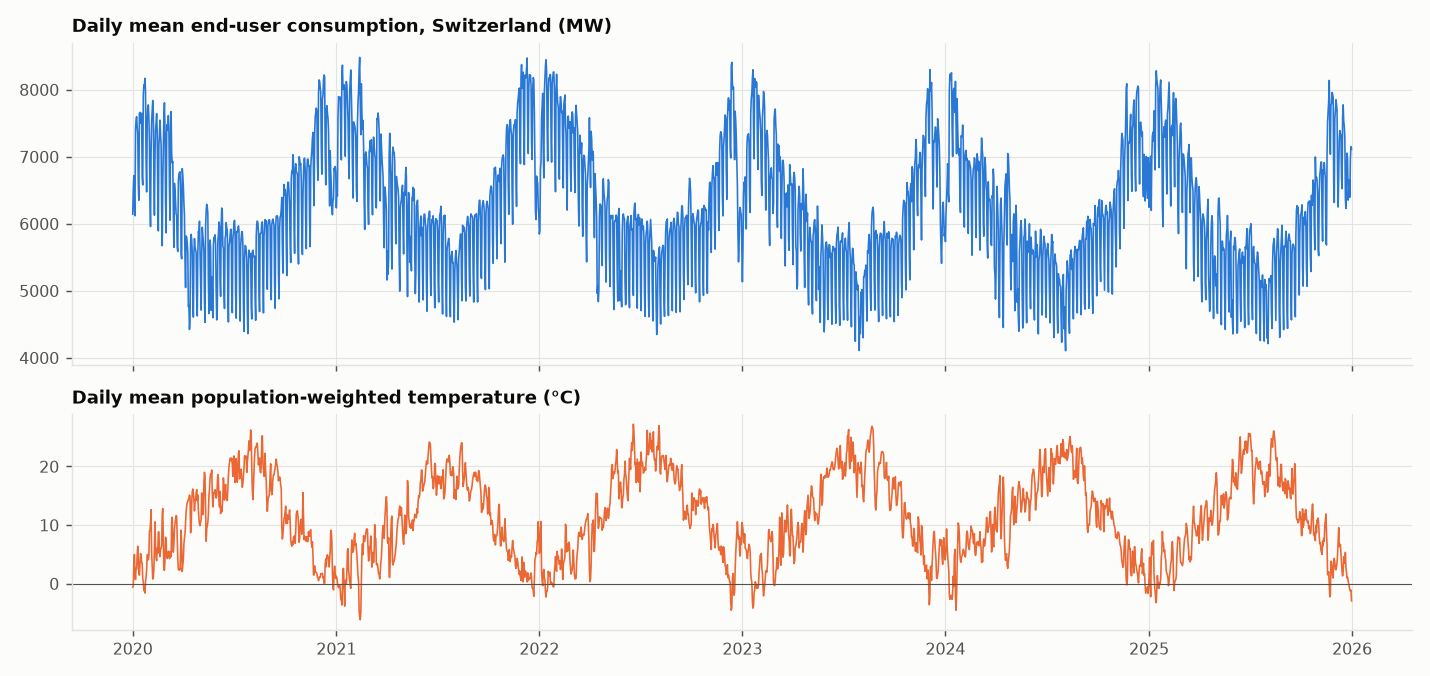 Daily mean end-user consumption, Switzerland (MW)
8000
7000
6000
5000
4000
Daily mean population-weighted temperature (°C)
20
10
0
2020 2021 2022 2023 2024 2025 2026